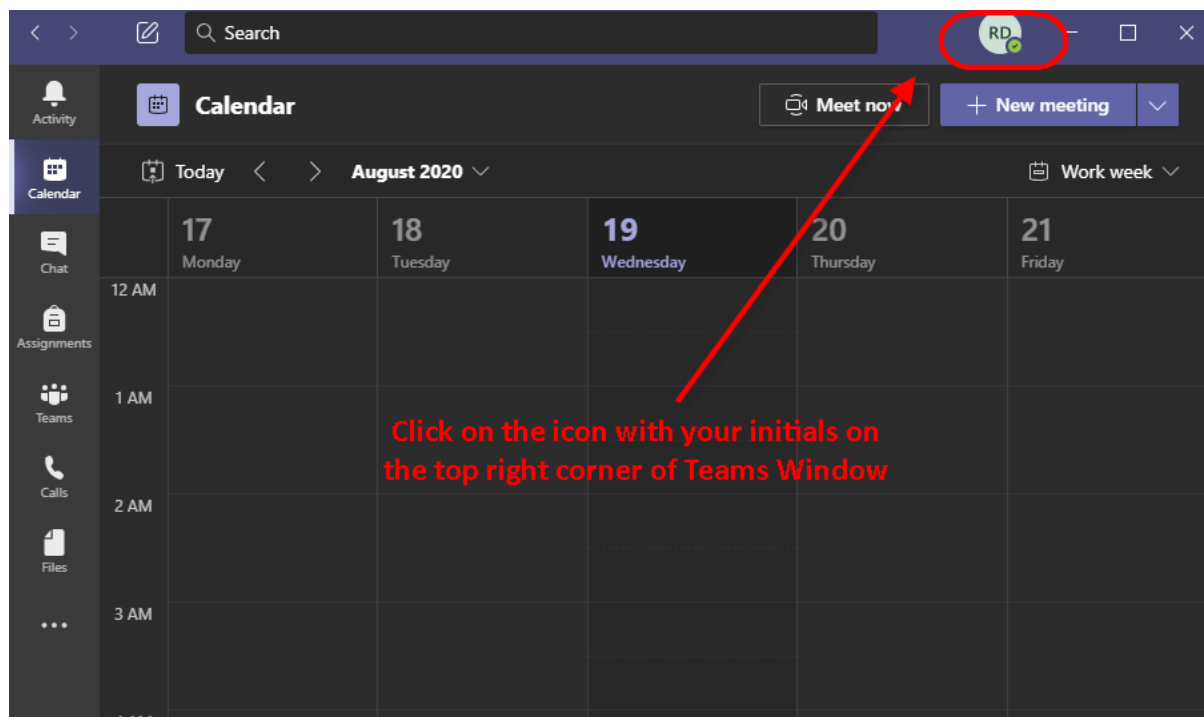 Search
RD
Activity
Calendar
Meet now
New meeting
Calendar
Today
August 2020
Work week
17
18
19
20
21
Monday
Tuesday
Wednesday
Thursday
Friday
Chat
12 AM
Assignments
1 AM
Teams
Click on the icon with your initials on
the top right corner of Teams Window
Calls
2 AM
Files
3 AM